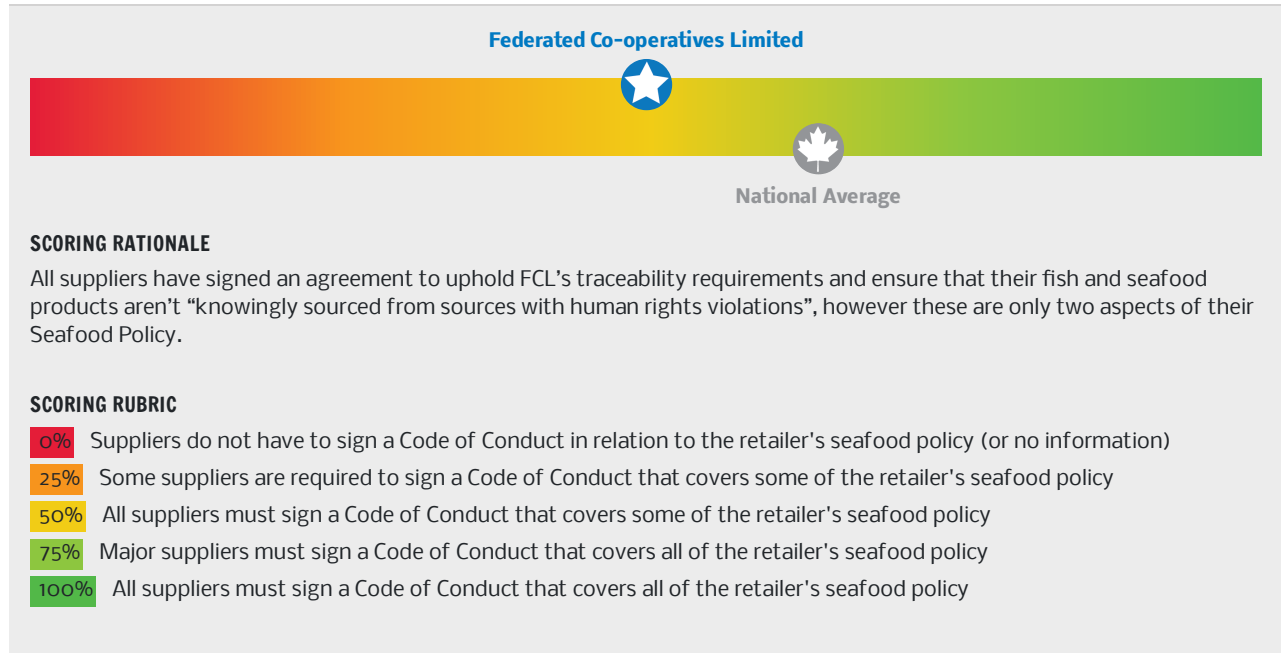 Federated Co-operatives Limited
National Average
SCORING RATIONALE
All suppliers have signed an agreement to uphold FCL’s traceability requirements and ensure that their fish and seafood
products aren’t “knowingly sourced from sources with human rights violations”, however these are only two aspects of their
Seafood Policy.
SCORING RUBRIC
0% Suppliers do not have to sign a Code of Conduct in relation to the retailer's seafood policy (or no information)
25% Some suppliers are required to sign a Code of Conduct that covers some of the retailer's seafood policy
50% All suppliers must sign a Code of Conduct that covers some of the retailer's seafood policy
75% Major suppliers must sign a Code of Conduct that covers all of the retailer's seafood policy
100% All suppliers must sign a Code of Conduct that covers all of the retailer's seafood policy